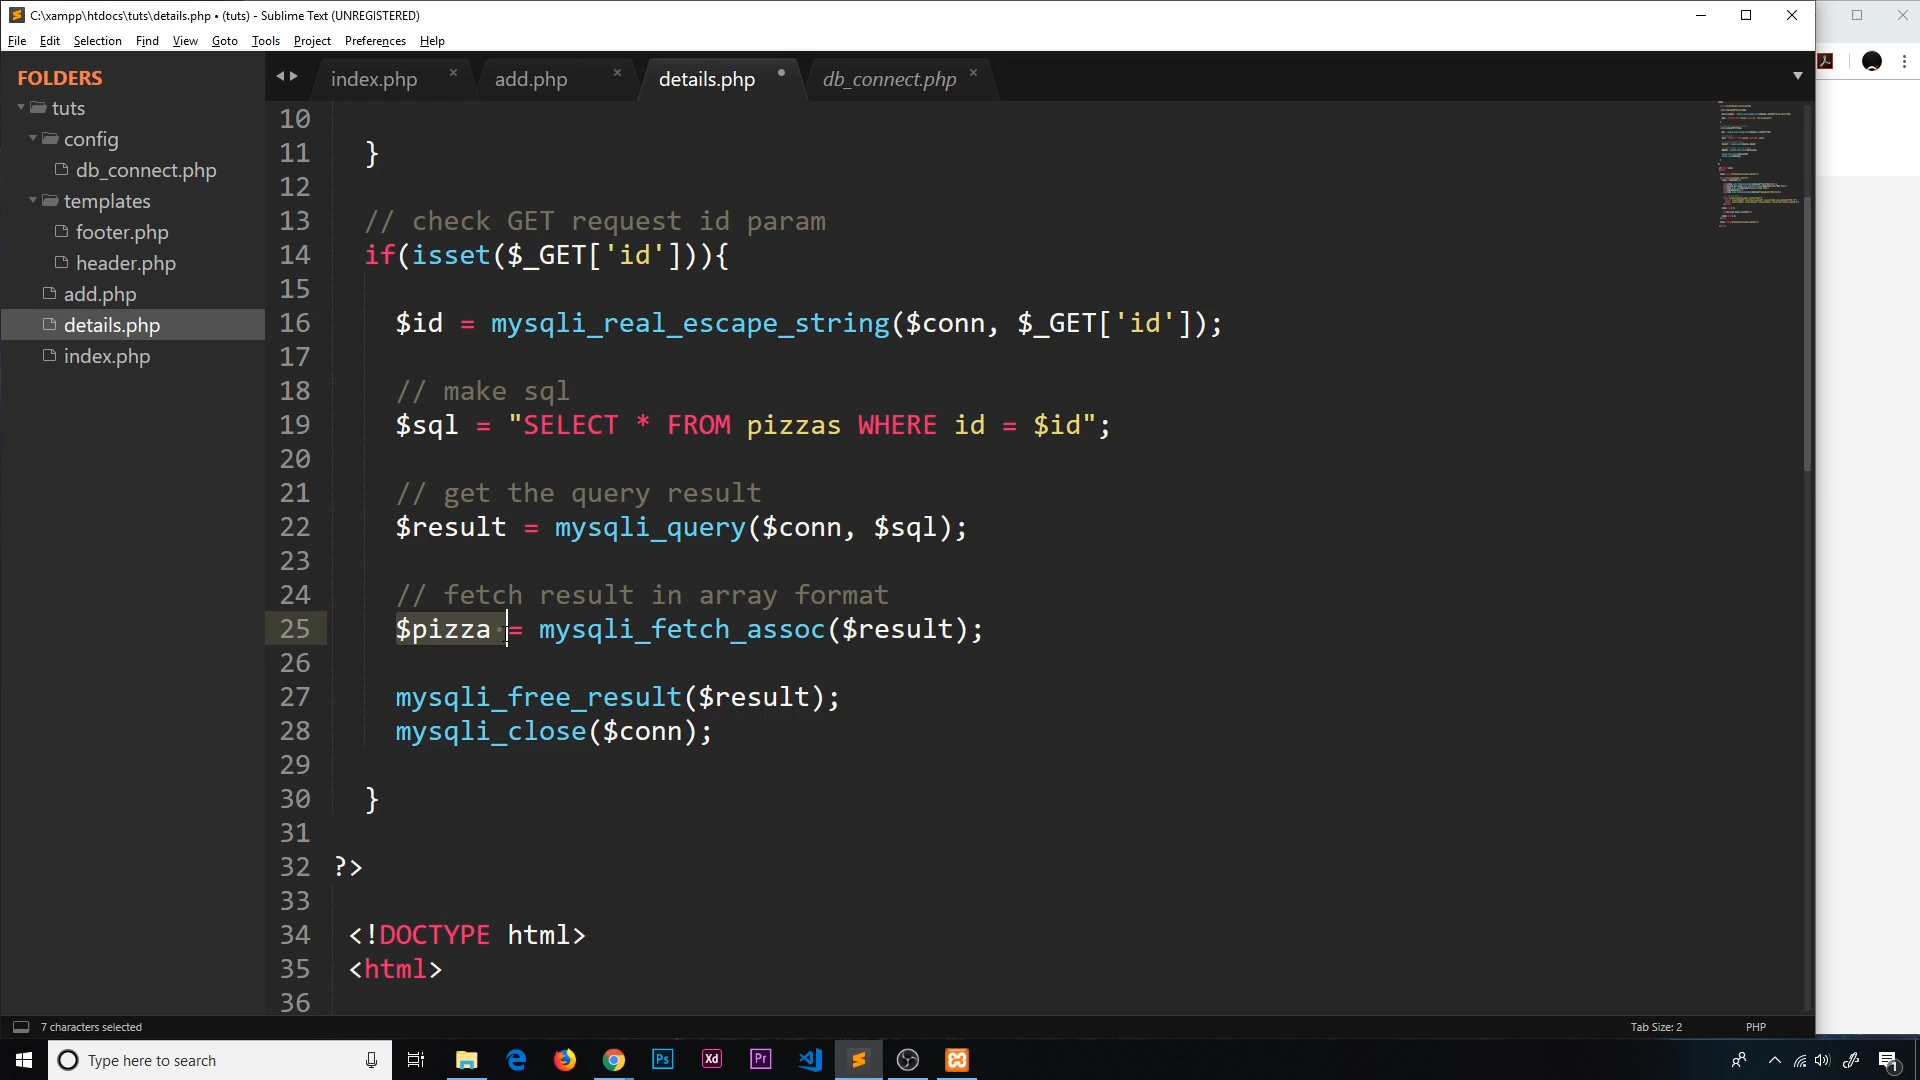 C:\xampp\htdocs\tuts\details.php • (tuts) - Sublime Text (UNREGISTERED)
File Edit Selection Find View Goto Tools Project Preferences Help
FOLDERS
tuts
config
db_connect.php
templates
footer.php
header.php
add.php
details.php
index.php
index.php × add.php × details.php • db_connect.php ×
10
11 }
12
13 // check GET request id param
14 if(isset($_GET['id'])){
15
16 $id = mysqli_real_escape_string($conn, $_GET['id']);
17
18 // make sql
19 $sql = "SELECT * FROM pizzas WHERE id = $id";
20
21 // get the query result
22 $result = mysqli_query($conn, $sql);
23
24 // fetch result in array format
25 $pizza = mysqli_fetch_assoc($result);
26
27 mysqli_free_result($result);
28 mysqli_close($conn);
29
30 }
31
32 ?>
33
34 <!DOCTYPE html>
35 <html>
36
7 characters selected
Tab Size: 2 PHP
Type here to search
Ps Xd Pr
1